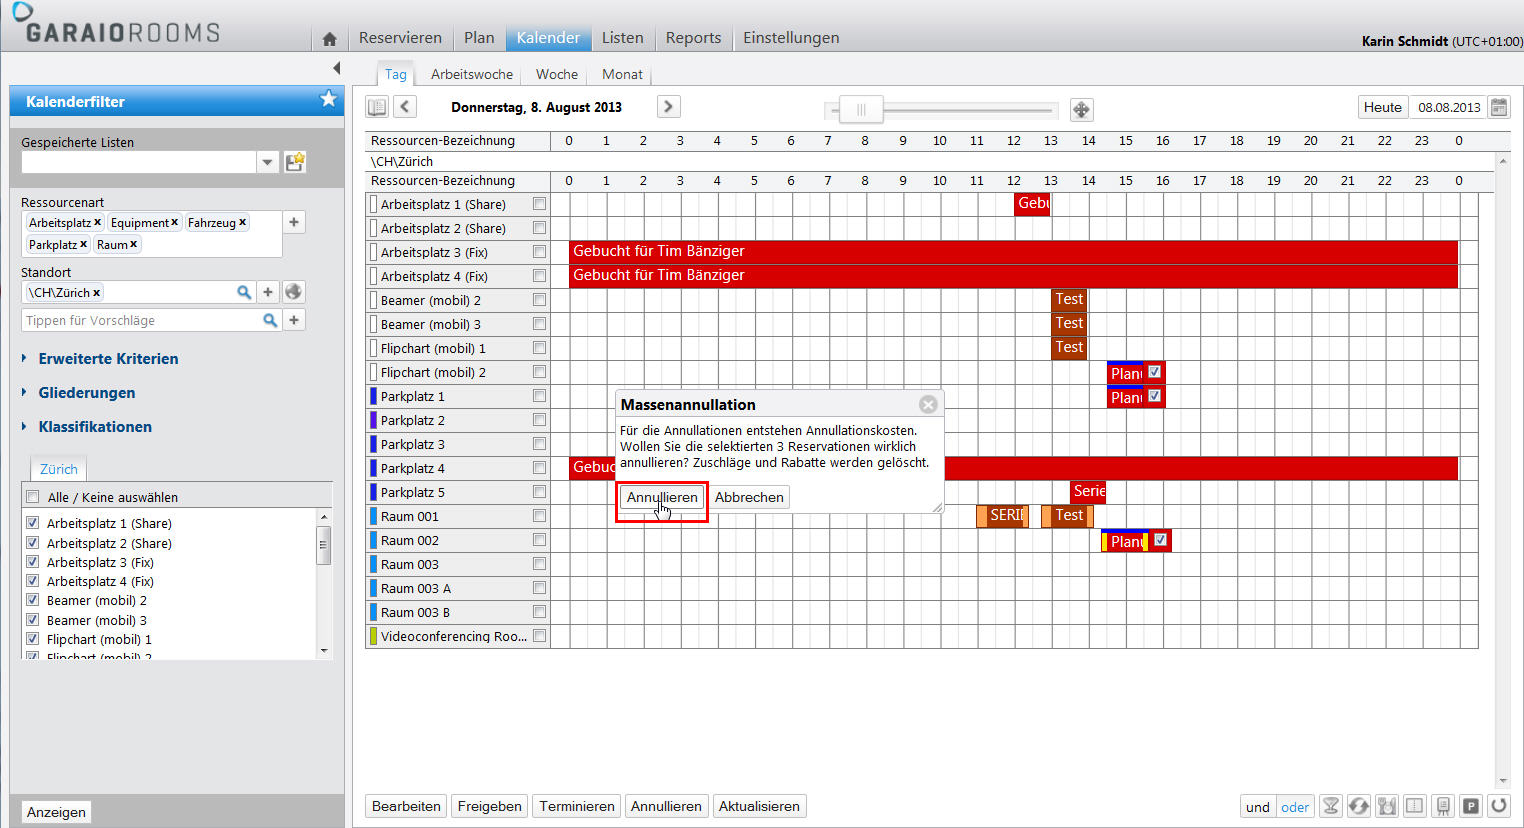 GARAIOROOMS
Reservieren Plan Kalender Listen Reports Einstellungen
Karin Schmidt (UTC+01:00)
Tag Arbeitswoche Woche Monat
Kalenderfilter
Donnerstag, 8. August 2013
Heute 08.08.2013
Gespeicherte Listen
Ressourcenart
Arbeitsplatz x Equipment x Fahrzeug x
Parkplatz x Raum x
+
Standort
\CH\Zürich x
+
Tippen für Vorschläge
+
Erweiterte Kriterien
Gliederungen
Klassifikationen
Zürich
Alle / Keine auswählen
Arbeitsplatz 1 (Share)
Arbeitsplatz 2 (Share)
Arbeitsplatz 3 (Fix)
Arbeitsplatz 4 (Fix)
Beamer (mobil) 2
Beamer (mobil) 3
Flipchart (mobil) 1
Flipchart (mobil) 2
Anzeigen
Ressourcen-Bezeichnung 0 1 2 3 4 5 6 7 8 9 10 11 12 13 14 15 16 17 18 19 20 21 22 23 0
\CH\Zürich
Ressourcen-Bezeichnung 0 1 2 3 4 5 6 7 8 9 10 11 12 13 14 15 16 17 18 19 20 21 22 23 0
Arbeitsplatz 1 (Share) Gebu
Arbeitsplatz 2 (Share)
Arbeitsplatz 3 (Fix) Gebucht für Tim Bänziger
Arbeitsplatz 4 (Fix) Gebucht für Tim Bänziger
Beamer (mobil) 2 Test
Beamer (mobil) 3 Test
Flipchart (mobil) 1 Test
Flipchart (mobil) 2 Planu
Parkplatz 1 Planu
Parkplatz 2
Parkplatz 3
Parkplatz 4 Gebuc
Parkplatz 5 Serie
Raum 001 SERIE Test
Raum 002 Planu
Raum 003
Raum 003 A
Raum 003 B
Videoconferencing Roo...
Massenannullation
Für die Annullationen entstehen Annullationskosten.
Wollen Sie die selektierten 3 Reservationen wirklich
annullieren? Zuschläge und Rabatte werden gelöscht.
Annullieren Abbrechen
Bearbeiten Freigeben Terminieren Annullieren Aktualisieren
und oder P